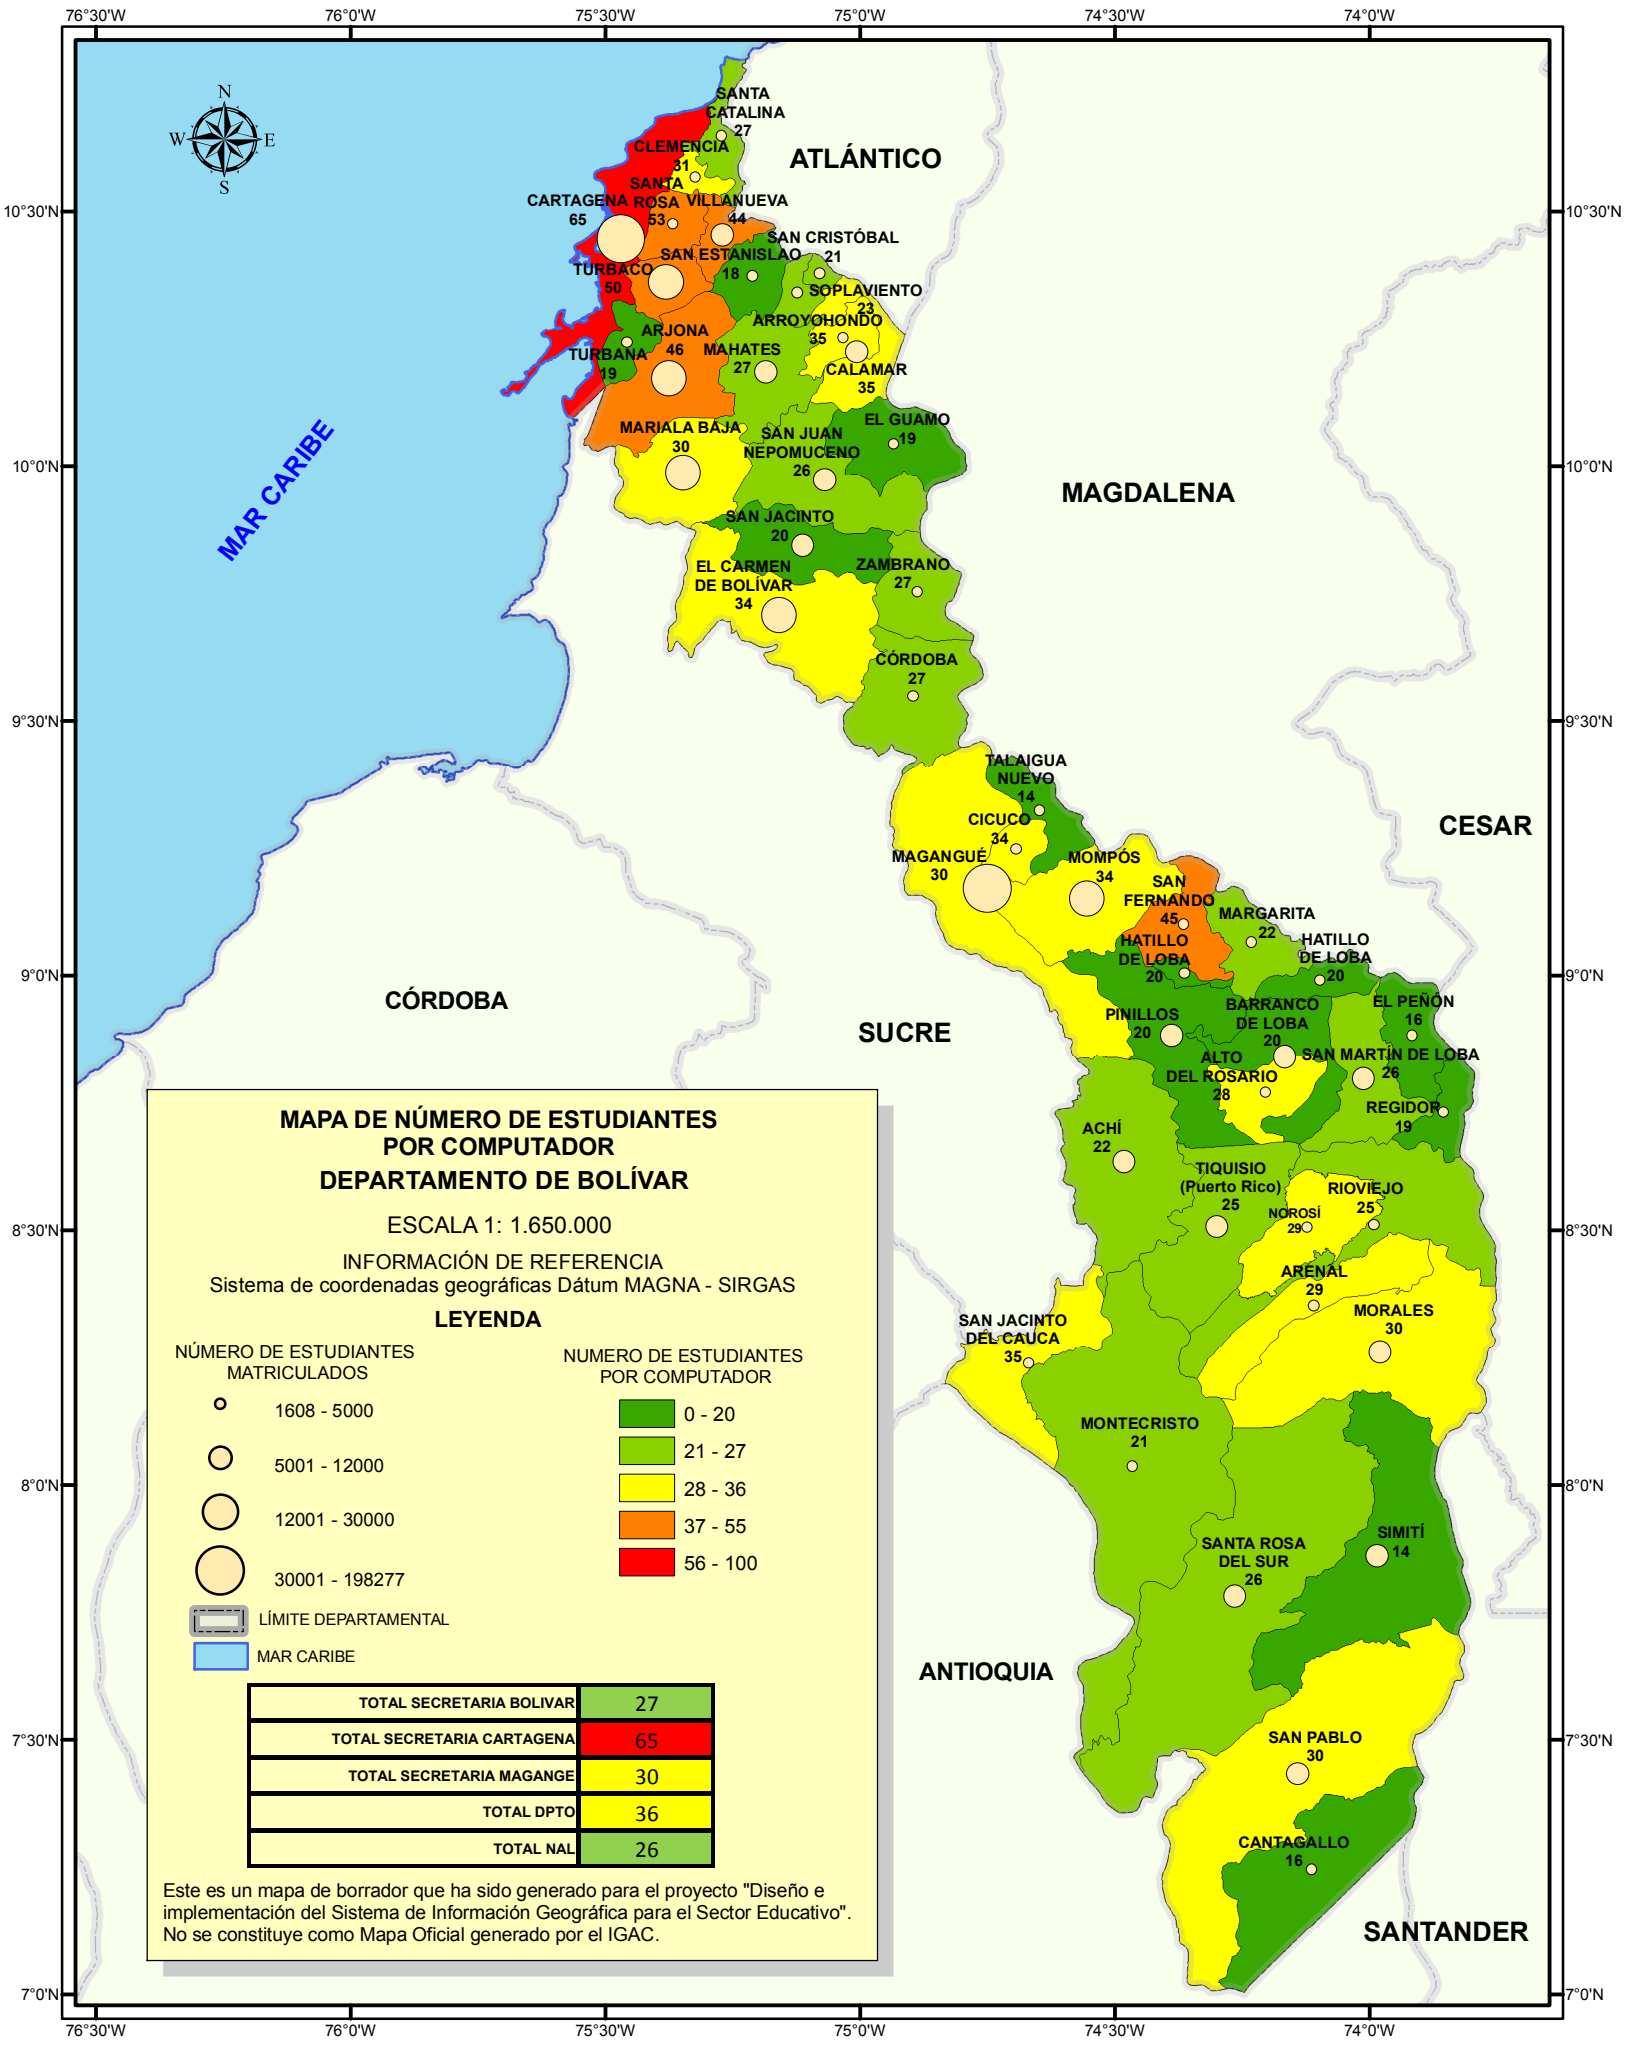 76°30'W 76°0'W 75°30'W 75°0'W 74°30'W 74°0'W
10°30'N
10°0'N
9°30'N
9°0'N
8°30'N
8°0'N
7°30'N
7°0'N
10°30'N
10°0'N
9°30'N
9°0'N
8°30'N
8°0'N
7°30'N
7°0'N
N
W
E
S
MAR CARIBE
ATLÁNTICO
MAGDALENA
CESAR
CÓRDOBA
SUCRE
ANTIOQUIA
SANTANDER
SANTA
CATALINA
27
CLEMENCIA
31
SANTA
ROSA
53
CARTAGENA
65
VILLANUEVA
44
SAN CRISTÓBAL
21
SAN ESTANISLAO
18
TURBACO
50
SOPLAVIENTO
23
ARROYOHONDO
35
ARJONA
46
TURBANA
19
MAHATES
27
CALAMAR
35
MARIALA BAJA
30
SAN JUAN
NEPOMUCENO
26
EL GUAMO
19
SAN JACINTO
20
EL CARMEN
DE BOLÍVAR
34
ZAMBRANO
27
CÓRDOBA
27
TALAIGUA
NUEVO
14
CICUCO
34
MAGANGUÉ
30
MOMPÓS
34
SAN
FERNANDO
45
MARGARITA
22
HATILLO
DE LOBA
20
HATILLO
DE LOBA
20
PINILLOS
20
BARRANCO
DE LOBA
20
EL PEÑÓN
16
ALTO
DEL ROSARIO
28
SAN MARTÍN DE LOBA
26
REGIDOR
19
ACHÍ
22
TIQUISIO
(Puerto Rico)
25
NOROSÍ
29
RIOVIEJO
25
ARENAL
29
MORALES
30
SAN JACINTO
DEL CAUCA
35
MONTECRISTO
21
SANTA ROSA
DEL SUR
26
SIMITÍ
14
SAN PABLO
30
CANTAGALLO
16
MAPA DE NÚMERO DE ESTUDIANTES
POR COMPUTADOR
DEPARTAMENTO DE BOLÍVAR
ESCALA 1: 1.650.000
INFORMACIÓN DE REFERENCIA
Sistema de coordenadas geográficas Dátum MAGNA - SIRGAS
LEYENDA
NÚMERO DE ESTUDIANTES
MATRICULADOS
1608 - 5000
5001 - 12000
12001 - 30000
30001 - 198277
LÍMITE DEPARTAMENTAL
MAR CARIBE
NUMERO DE ESTUDIANTES
POR COMPUTADOR
0 - 20
21 - 27
28 - 36
37 - 55
56 - 100
TOTAL SECRETARIA BOLIVAR 27
TOTAL SECRETARIA CARTAGENA 65
TOTAL SECRETARIA MAGANGE 30
TOTAL DPTO 36
TOTAL NAL 26
Este es un mapa de borrador que ha sido generado para el proyecto "Diseño e
implementación del Sistema de Información Geográfica para el Sector Educativo".
No se constituye como Mapa Oficial generado por el IGAC.
76°30'W 76°0'W 75°30'W 75°0'W 74°30'W 74°0'W